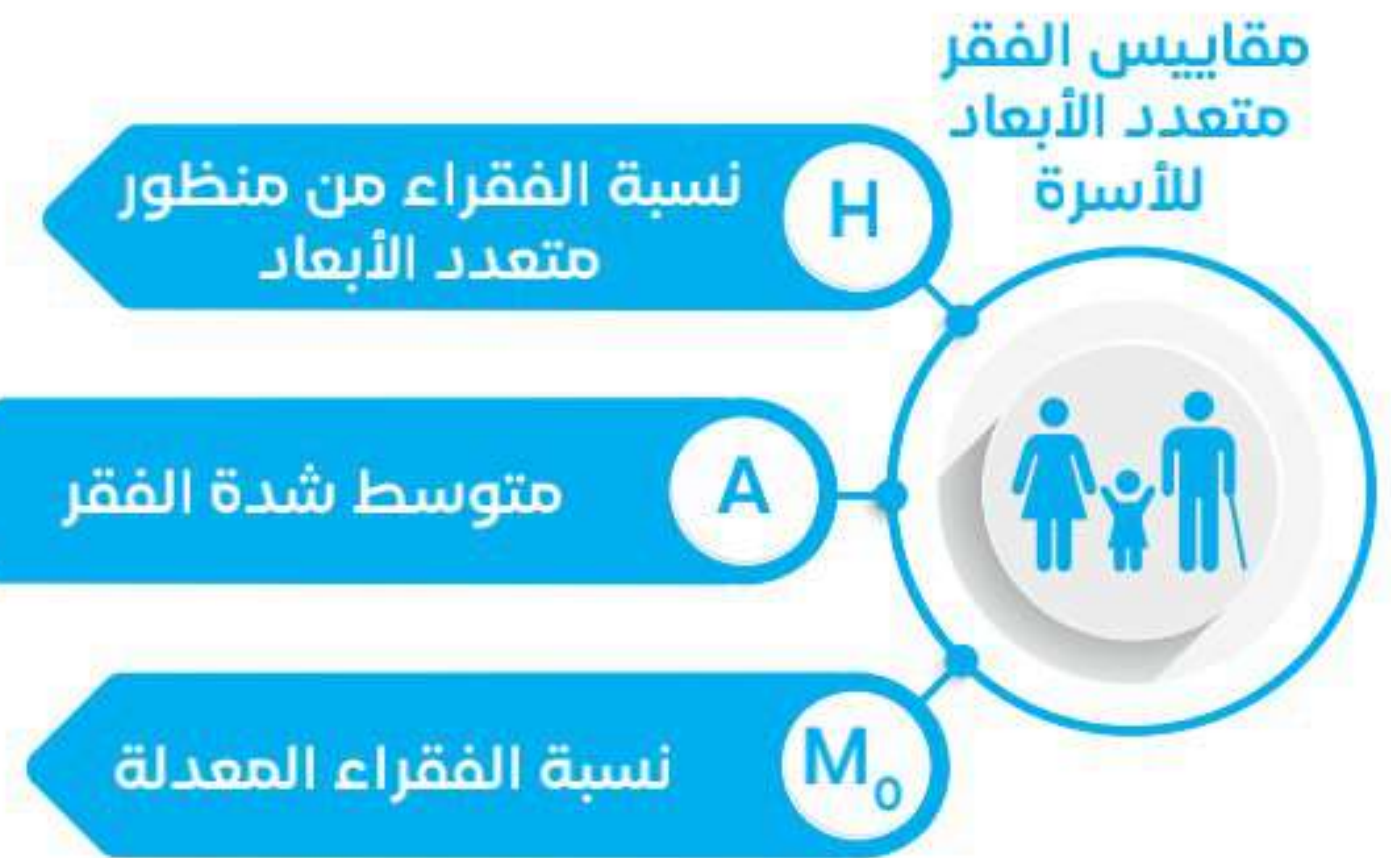 مقاييس الفقر
متعدد الأبعاد
للأسرة
H
نسبة الفقراء من منظور
متعدد الأبعاد
A
متوسط شدة الفقر
M₀
نسبة الفقراء المعدلة